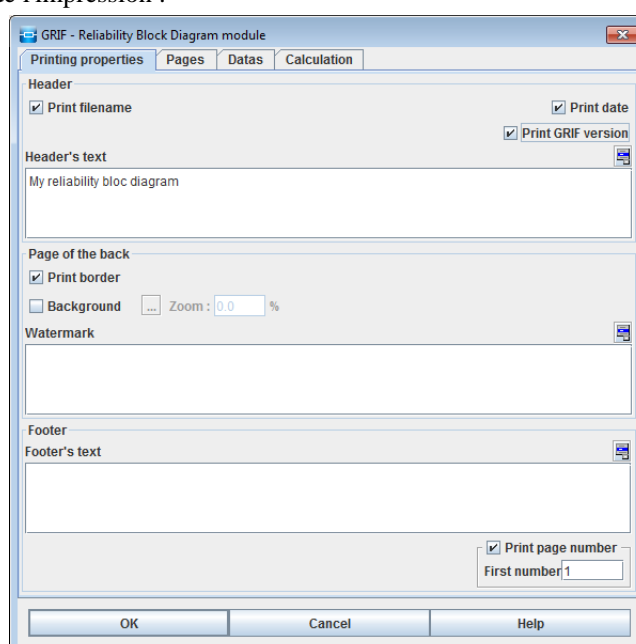 l'impression :
GRIF - Reliability Block Diagram module
Printing properties Pages Datas Calculation
Header
Print filename Print date
Print GRIF version
Header's text
My reliability bloc diagram
Page of the back
Print border
Background ... Zoom : 0.0 %
Watermark
Footer
Footer's text
Print page number
First number 1
OK Cancel Help